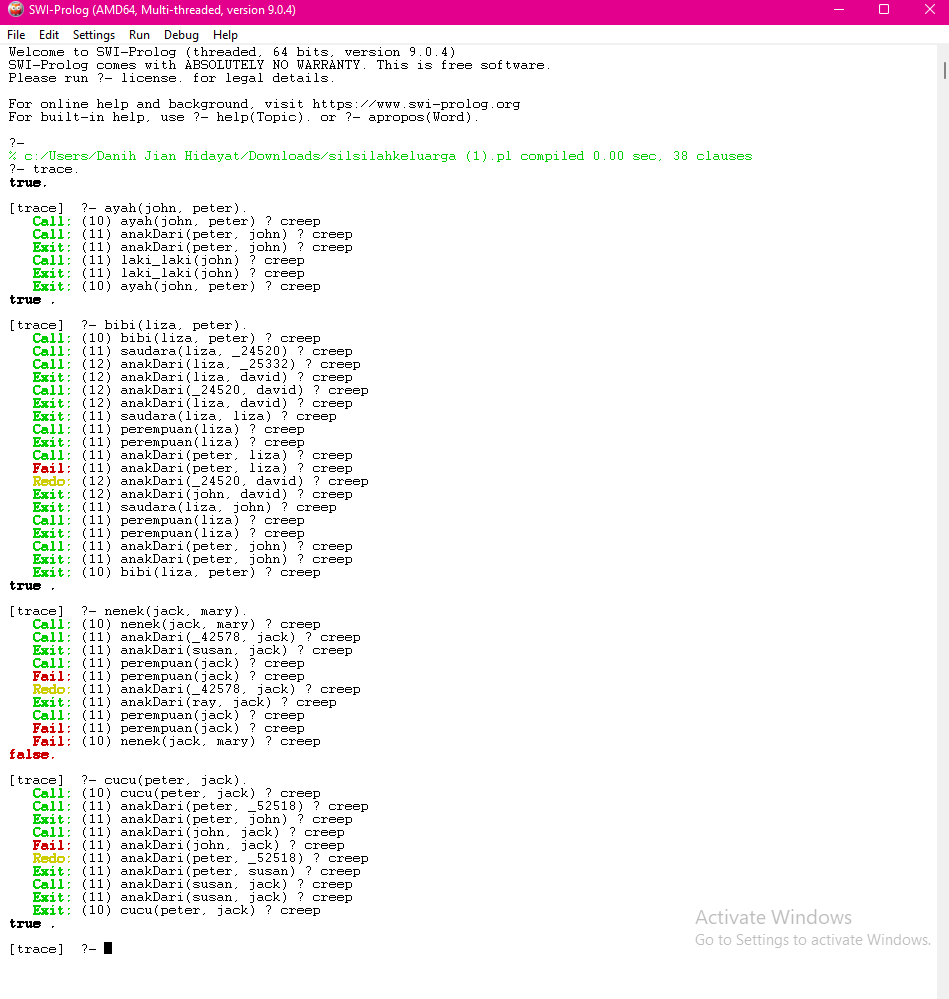 SWI-Prolog (AMD64, Multi-threaded, version 9.0.4)
File Edit Settings Run Debug Help
Welcome to SWI-Prolog (threaded, 64 bits, version 9.0.4)
SWI-Prolog comes with ABSOLUTELY NO WARRANTY. This is free software.
Please run ?- license. for legal details.

For online help and background, visit https://www.swi-prolog.org
For built-in help, use ?- help(Topic). or ?- apropos(Word).

?-
% c:/Users/Danih Jian Hidayat/Downloads/silsilahkeluarga (1).pl compiled 0.00 sec, 38 clauses
?- trace.
true.

[trace]  ?- ayah(john, peter).
   Call: (10) ayah(john, peter) ? creep
   Call: (11) anakDari(peter, john) ? creep
   Exit: (11) anakDari(peter, john) ? creep
   Call: (11) laki_laki(john) ? creep
   Exit: (11) laki_laki(john) ? creep
   Exit: (10) ayah(john, peter) ? creep
true .

[trace]  ?- bibi(liza, peter).
   Call: (10) bibi(liza, peter) ? creep
   Call: (11) saudara(liza, _24520) ? creep
   Call: (12) anakDari(liza, _25332) ? creep
   Exit: (12) anakDari(liza, david) ? creep
   Call: (12) anakDari(_24520, david) ? creep
   Exit: (12) anakDari(liza, david) ? creep
   Exit: (11) saudara(liza, liza) ? creep
   Call: (11) perempuan(liza) ? creep
   Exit: (11) perempuan(liza) ? creep
   Call: (11) anakDari(peter, liza) ? creep
   Fail: (11) anakDari(peter, liza) ? creep
   Redo: (12) anakDari(_24520, david) ? creep
   Exit: (12) anakDari(john, david) ? creep
   Exit: (11) saudara(liza, john) ? creep
   Call: (11) perempuan(liza) ? creep
   Exit: (11) perempuan(liza) ? creep
   Call: (11) anakDari(peter, john) ? creep
   Exit: (11) anakDari(peter, john) ? creep
   Exit: (10) bibi(liza, peter) ? creep
true .

[trace]  ?- nenek(jack, mary).
   Call: (10) nenek(jack, mary) ? creep
   Call: (11) anakDari(_42578, jack) ? creep
   Exit: (11) anakDari(susan, jack) ? creep
   Call: (11) perempuan(jack) ? creep
   Fail: (11) perempuan(jack) ? creep
   Redo: (11) anakDari(_42578, jack) ? creep
   Exit: (11) anakDari(ray, jack) ? creep
   Call: (11) perempuan(jack) ? creep
   Fail: (11) perempuan(jack) ? creep
   Fail: (10) nenek(jack, mary) ? creep
false.

[trace]  ?- cucu(peter, jack).
   Call: (10) cucu(peter, jack) ? creep
   Call: (11) anakDari(peter, _52518) ? creep
   Exit: (11) anakDari(peter, john) ? creep
   Call: (11) anakDari(john, jack) ? creep
   Fail: (11) anakDari(john, jack) ? creep
   Redo: (11) anakDari(peter, _52518) ? creep
   Exit: (11) anakDari(peter, susan) ? creep
   Call: (11) anakDari(susan, jack) ? creep
   Exit: (11) anakDari(susan, jack) ? creep
   Exit: (10) cucu(peter, jack) ? creep
true .

[trace]  ?-
Activate Windows
Go to Settings to activate Windows.